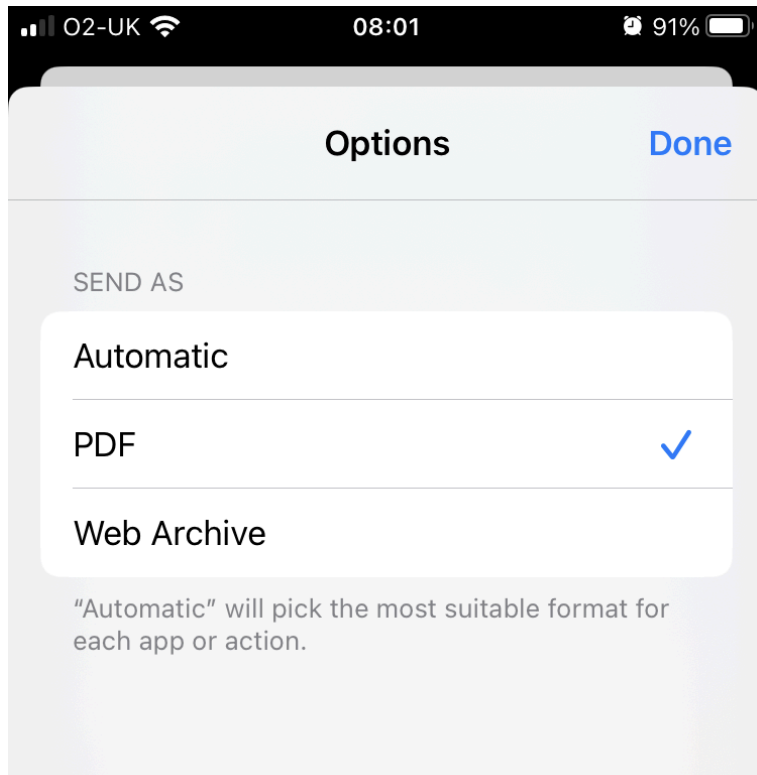 O2-UK 08:01 91%
Options Done
SEND AS
Automatic
PDF
Web Archive
“Automatic” will pick the most suitable format for
each app or action.